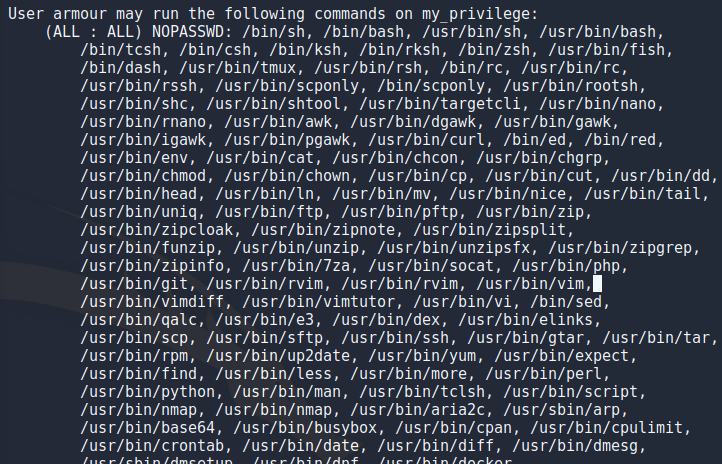 User armour may run the following commands on my_privilege:
(ALL : ALL) NOPASSWD: /bin/sh, /bin/bash, /usr/bin/sh, /usr/bin/bash,
/bin/tcsh, /bin/csh, /bin/ksh, /bin/rksh, /bin/zsh, /usr/bin/fish,
/bin/dash, /usr/bin/tmux, /usr/bin/rsh, /bin/rc, /usr/bin/rc,
/usr/bin/rssh, /usr/bin/scponly, /bin/scponly, /usr/bin/rootsh,
/usr/bin/shc, /usr/bin/shtool, /usr/bin/targetcli, /usr/bin/nano,
/usr/bin/rnano, /usr/bin/awk, /usr/bin/dgawk, /usr/bin/gawk,
/usr/bin/igawk, /usr/bin/pgawk, /usr/bin/curl, /bin/ed, /bin/red,
/usr/bin/env, /usr/bin/cat, /usr/bin/chcon, /usr/bin/chgrp,
/usr/bin/chmod, /usr/bin/chown, /usr/bin/cp, /usr/bin/cut, /usr/bin/dd,
/usr/bin/head, /usr/bin/ln, /usr/bin/mv, /usr/bin/nice, /usr/bin/tail,
/usr/bin/uniq, /usr/bin/ftp, /usr/bin/pftp, /usr/bin/zip,
/usr/bin/zipcloak, /usr/bin/zipnote, /usr/bin/zipsplit,
/usr/bin/funzip, /usr/bin/unzip, /usr/bin/unzipsfx, /usr/bin/zipgrep,
/usr/bin/zipinfo, /usr/bin/7za, /usr/bin/socat, /usr/bin/php,
/usr/bin/git, /usr/bin/rvim, /usr/bin/rvim, /usr/bin/vim,
/usr/bin/vimdiff, /usr/bin/vimtutor, /usr/bin/vi, /bin/sed,
/usr/bin/qalc, /usr/bin/e3, /usr/bin/dex, /usr/bin/elinks,
/usr/bin/scp, /usr/bin/sftp, /usr/bin/ssh, /usr/bin/gtar, /usr/bin/tar,
/usr/bin/rpm, /usr/bin/up2date, /usr/bin/yum, /usr/bin/expect,
/usr/bin/find, /usr/bin/less, /usr/bin/more, /usr/bin/perl,
/usr/bin/python, /usr/bin/man, /usr/bin/tclsh, /usr/bin/script,
/usr/bin/nmap, /usr/bin/nmap, /usr/bin/aria2c, /usr/sbin/arp,
/usr/bin/base64, /usr/bin/busybox, /usr/bin/cpan, /usr/bin/cpulimit,
/usr/bin/crontab, /usr/bin/date, /usr/bin/diff, /usr/bin/dmesg,
/usr/sbin/dmsetup, /usr/bin/dnf, /usr/bin/docker,